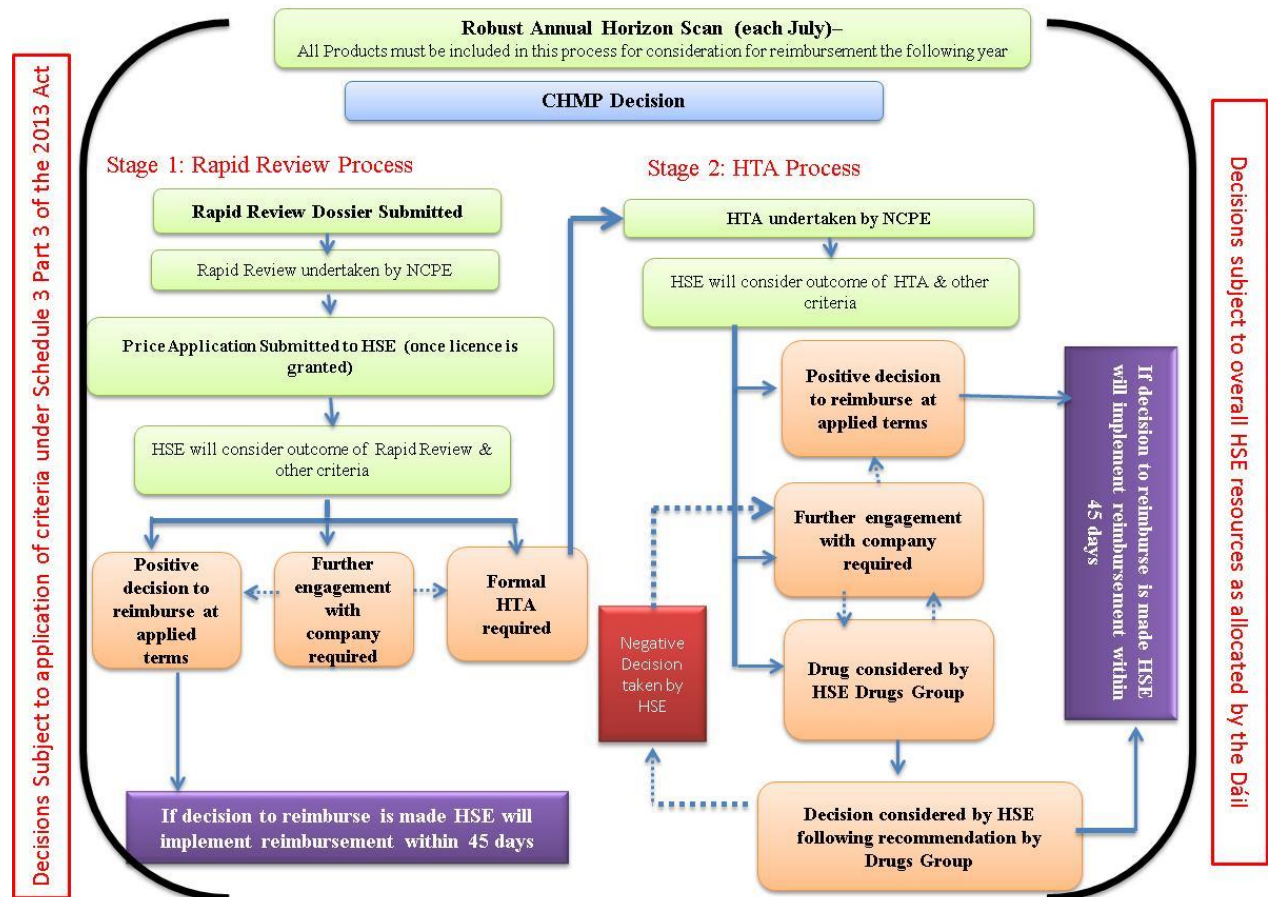 Robust Annual Horizon Scan (each July)–
All Products must be included in this process for consideration for reimbursement the following year
CHMP Decision
Decisions Subject to application of criteria under Schedule 3 Part 3 of the 2013 Act
Stage 1: Rapid Review Process
Rapid Review Dossier Submitted
Rapid Review undertaken by NCPE
Price Application Submitted to HSE (once licence is
granted)
HSE will consider outcome of Rapid Review &
other criteria
Positive
decision to
reimburse at
applied
terms
Further
engagement
with
company
required
Formal
HTA
required
If decision to reimburse is made HSE will
implement reimbursement within 45 days
Stage 2: HTA Process
HTA undertaken by NCPE
HSE will consider outcome of HTA & other
criteria
Positive decision
to reimburse at
applied terms
Further engagement
with company
required
Negative
Decision
taken by
HSE
Drug considered by
HSE Drugs Group
Decision considered by HSE
following recommendation by
Drugs Group
If decision to reimburse is made HSE
will implement reimbursement within
45 days
Decisions subject to overall HSE resources as allocated by the Dáil